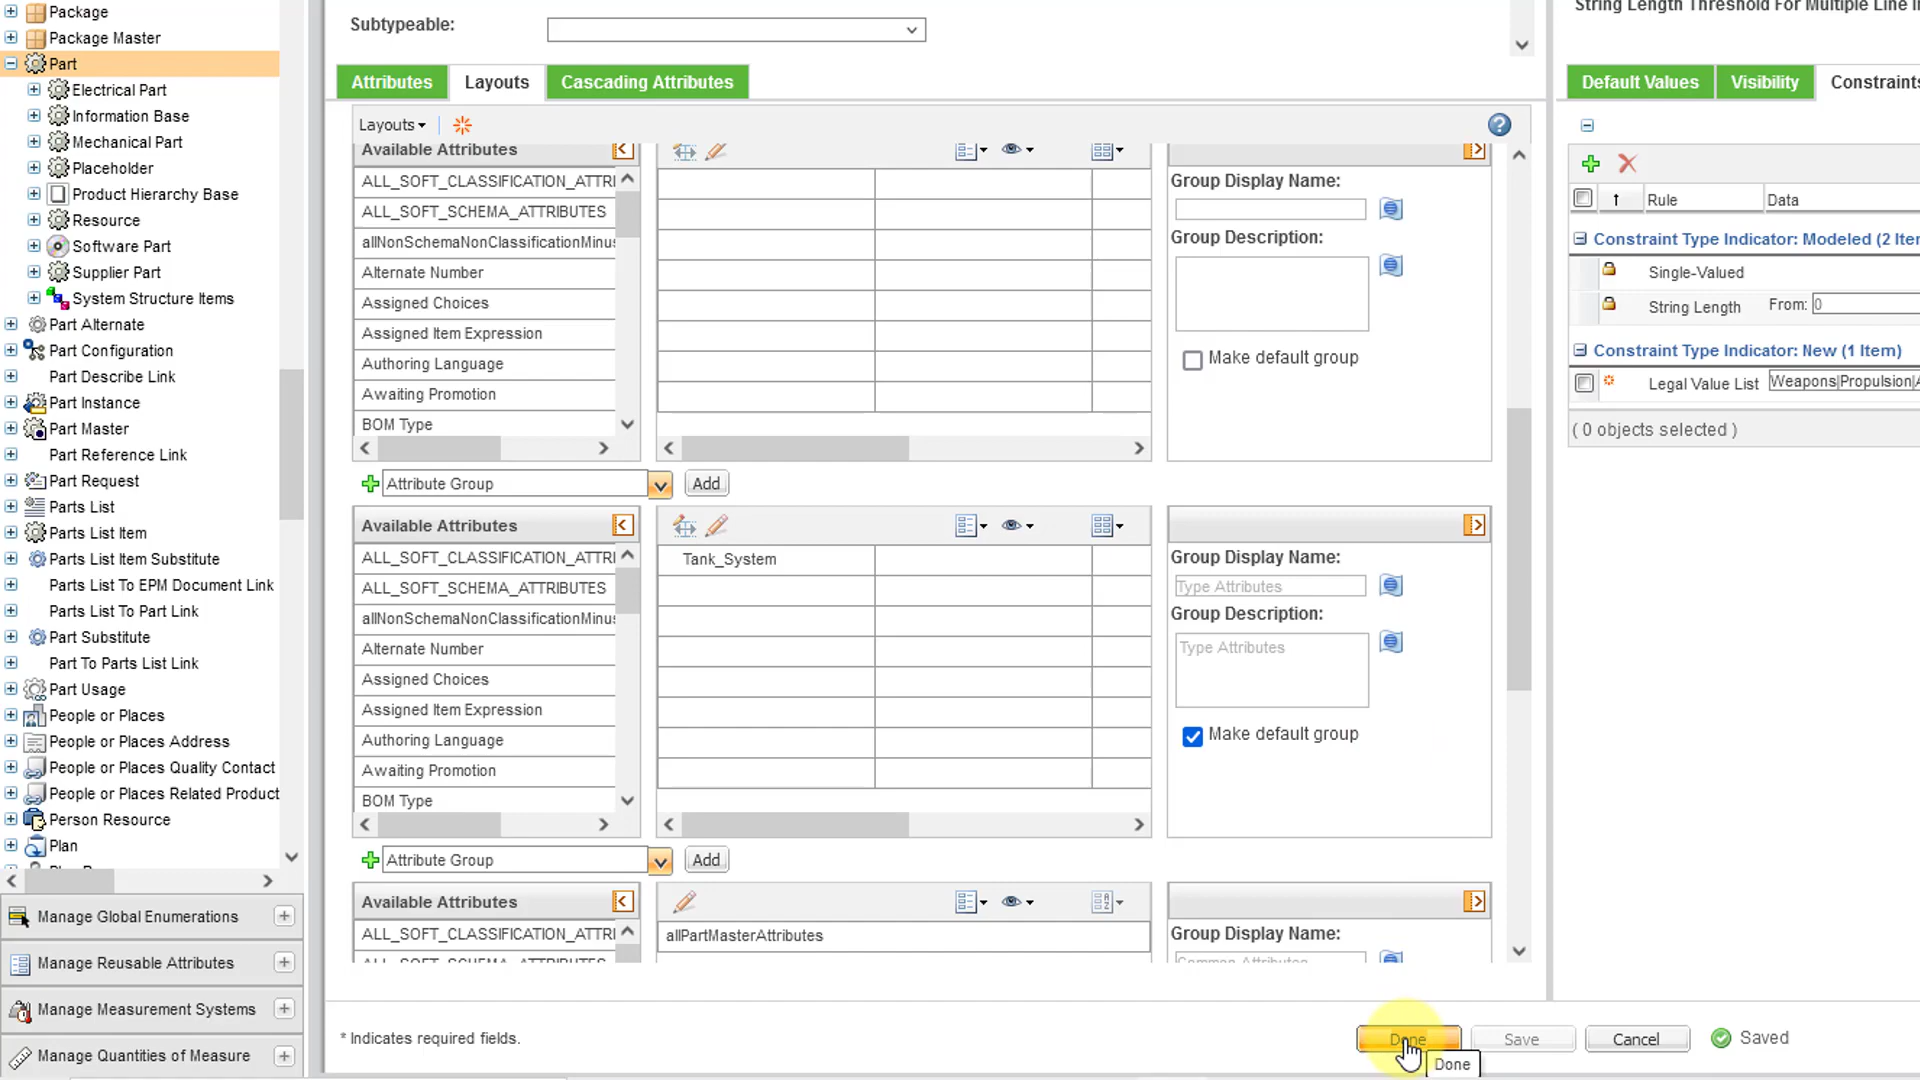 Package
Package Master
Part
Electrical Part
Information Base
Mechanical Part
Placeholder
Product Hierarchy Base
Resource
Software Part
Supplier Part
System Structure Items
Part Alternate
Part Configuration
Part Describe Link
Part Instance
Part Master
Part Reference Link
Part Request
Parts List
Parts List Item
Parts List Item Substitute
Parts List To EPM Document Link
Parts List To Part Link
Part Substitute
Part To Parts List Link
Part Usage
People or Places
People or Places Address
People or Places Quality Contact
People or Places Related Product
Person Resource
Plan
Manage Global Enumerations
Manage Reusable Attributes
Manage Measurement Systems
Manage Quantities of Measure
Subtypeable:
Attributes Layouts Cascading Attributes
Layouts
Available Attributes
ALL_SOFT_CLASSIFICATION_ATTRI
ALL_SOFT_SCHEMA_ATTRIBUTES
allNonSchemaNonClassificationMinus
Alternate Number
Assigned Choices
Assigned Item Expression
Authoring Language
Awaiting Promotion
BOM Type
Group Display Name:
Group Description:
Make default group
Attribute Group Add
Available Attributes
ALL_SOFT_CLASSIFICATION_ATTRI
ALL_SOFT_SCHEMA_ATTRIBUTES
allNonSchemaNonClassificationMinus
Alternate Number
Assigned Choices
Assigned Item Expression
Authoring Language
Awaiting Promotion
BOM Type
Tank_System
Group Display Name:
Type Attributes
Group Description:
Type Attributes
Make default group
Attribute Group Add
Available Attributes
ALL_SOFT_CLASSIFICATION_ATTRI
ALL_SOFT_SCHEMA_ATTRIBUTES
allPartMasterAttributes
Group Display Name:
Common Attributes
* Indicates required fields.
Done Save Cancel Saved
Done
String Length Threshold For Multiple Line
Default Values Visibility Constraints
Rule Data
Constraint Type Indicator: Modeled (2 Iter
Single-Valued
String Length From: 0
Constraint Type Indicator: New (1 Item)
Legal Value List Weapons|Propulsion|A
( 0 objects selected )